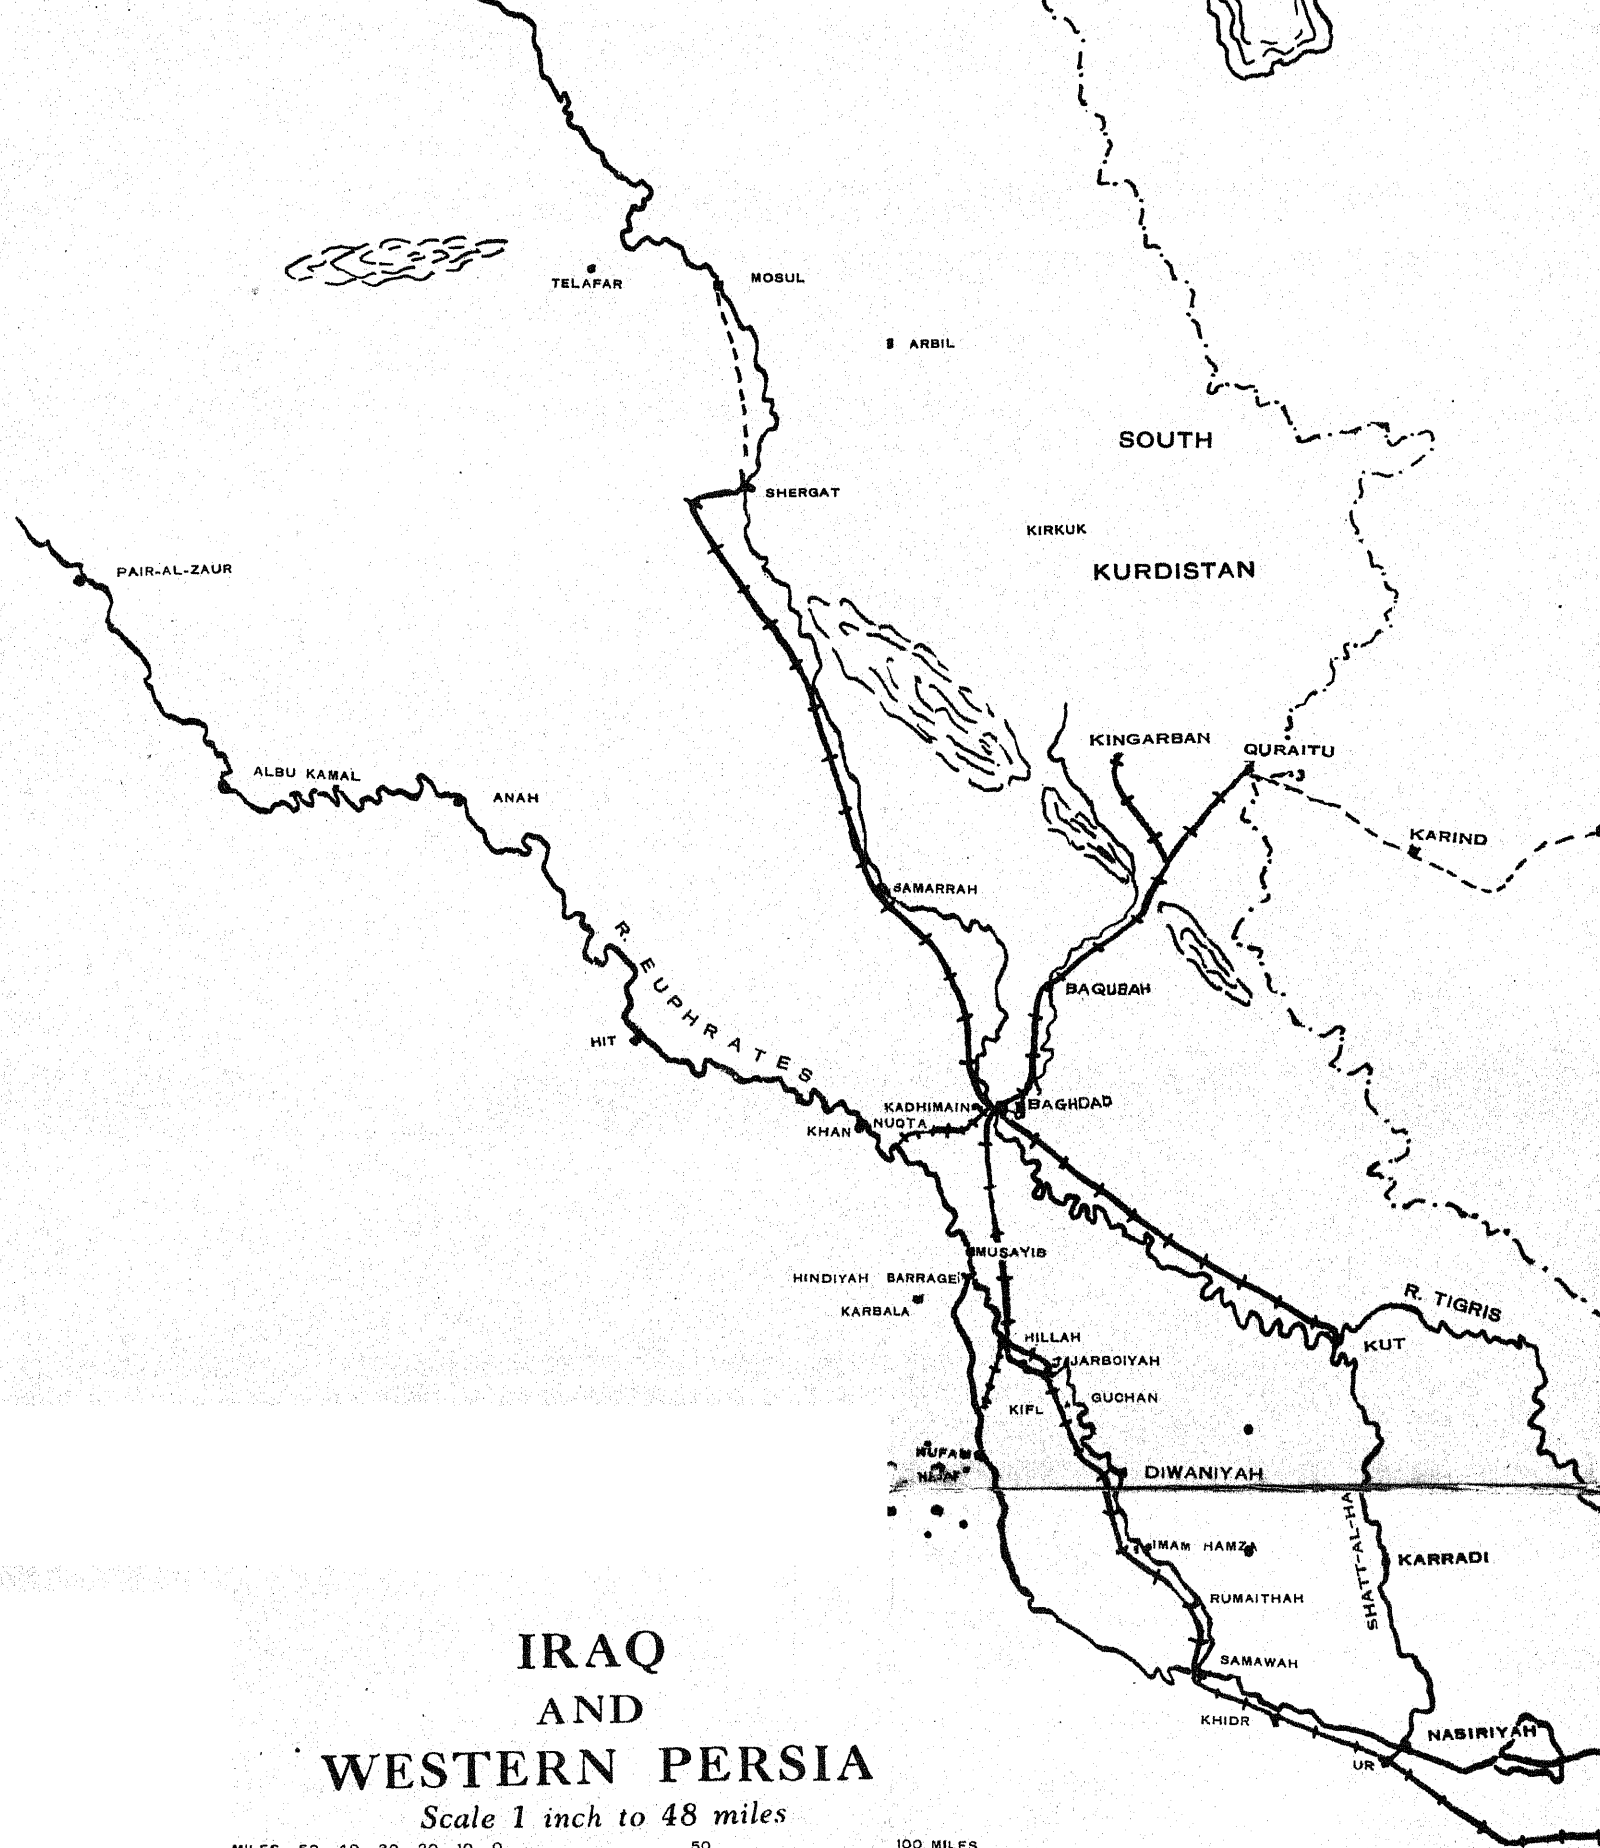 TELAFAR
MOSUL
ARBIL
SOUTH
SHERGAT
KIRKUK
KURDISTAN
PAIR-AL-ZAUR
KINGARBAN
QURAITU
ALBU KAMAL
ANAH
KARIND
SAMARRAH
R. EUPHRATES
BAQUBAH
HIT
KADHIMAIN
BAGHDAD
NUQTA
KHAN
MUSAYIB
HINDIYAH BARRAGE
KARBALA
R. TIGRIS
HILLAH
KUT
JARBOIYAH
GUCHAN
KIFL
DIWANIYAH
SHATT-AL-HA
IMAM HAMZA
KARRADI
RUMAITHAH
SAMAWAH
KHIDR
NASIRIYAH
UR
IRAQ
AND
WESTERN PERSIA
Scale 1 inch to 48 miles
MILES 50 40 30 20 10 0 50 100 MILES